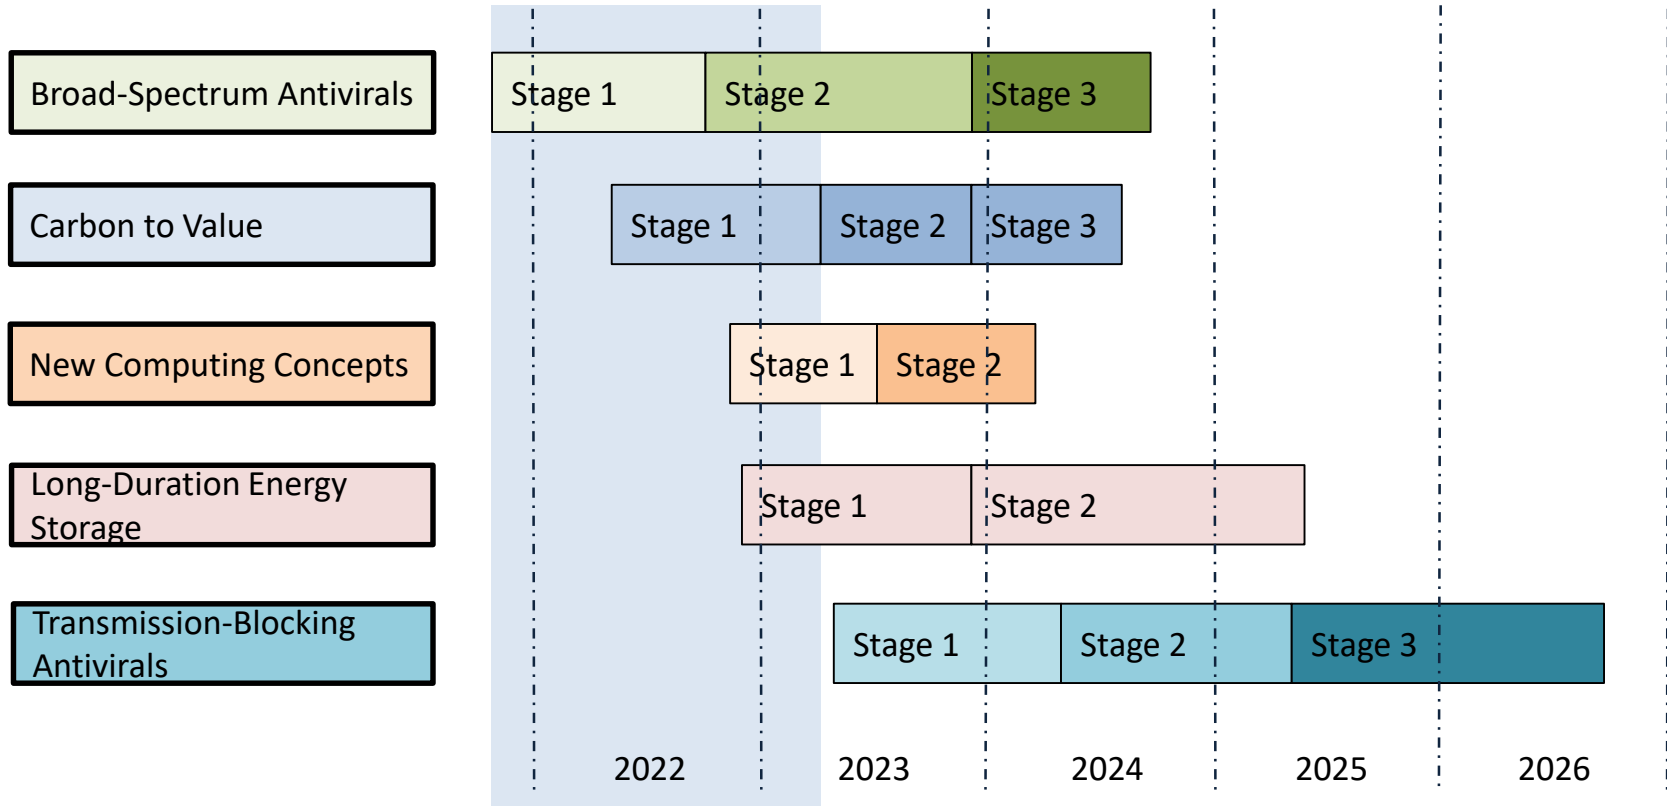 Broad-Spectrum Antivirals
Stage 1
Stage 2
Stage 3
Carbon to Value
Stage 1
Stage 2
Stage 3
New Computing Concepts
Stage 1
Stage 2
Long-Duration Energy
Storage
Stage 1
Stage 2
Transmission-Blocking
Antivirals
Stage 1
Stage 2
Stage 3
2022
2023
2024
2025
2026